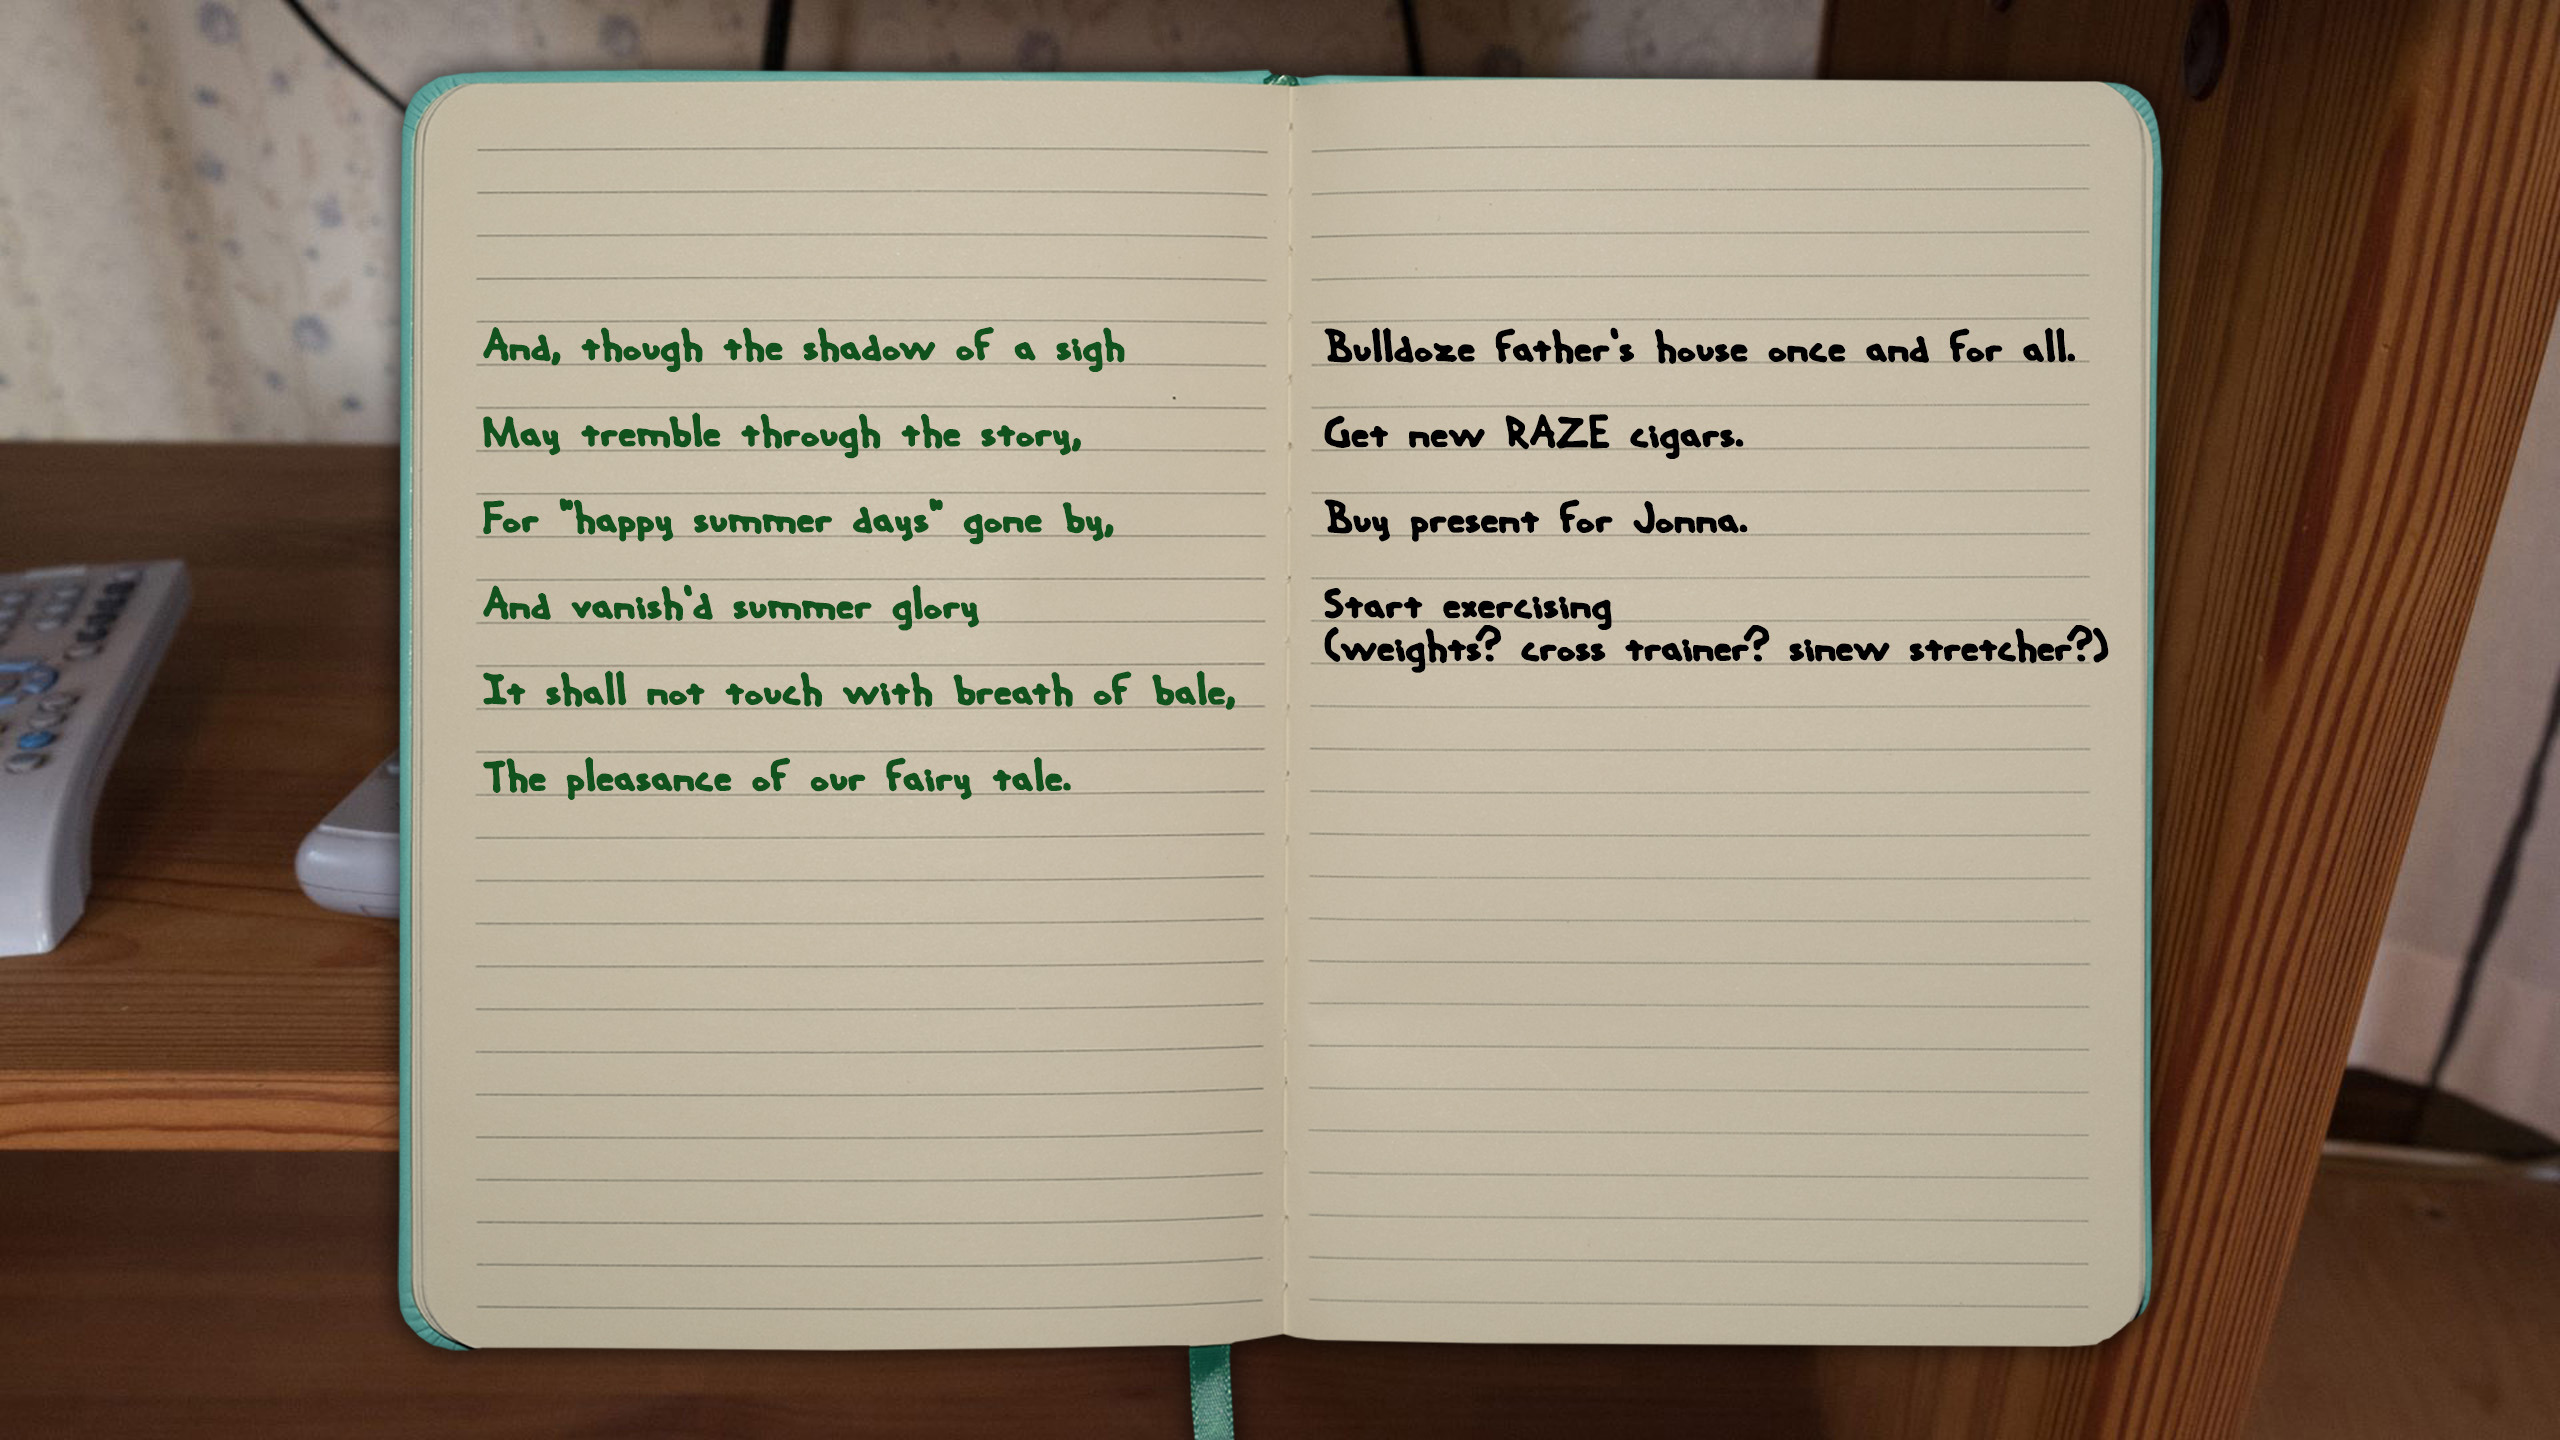 And, though the shadow of a sigh
May tremble through the story,
For "happy summer days" gone by,
And vanish'd summer glory
It shall not touch with breath of bale,
The pleasance of our fairy tale.
Bulldoze Father's house once and for all.
Get new RAZE cigars.
Buy present for Jonna.
Start exercising
(weights? cross trainer? sinew stretcher?)